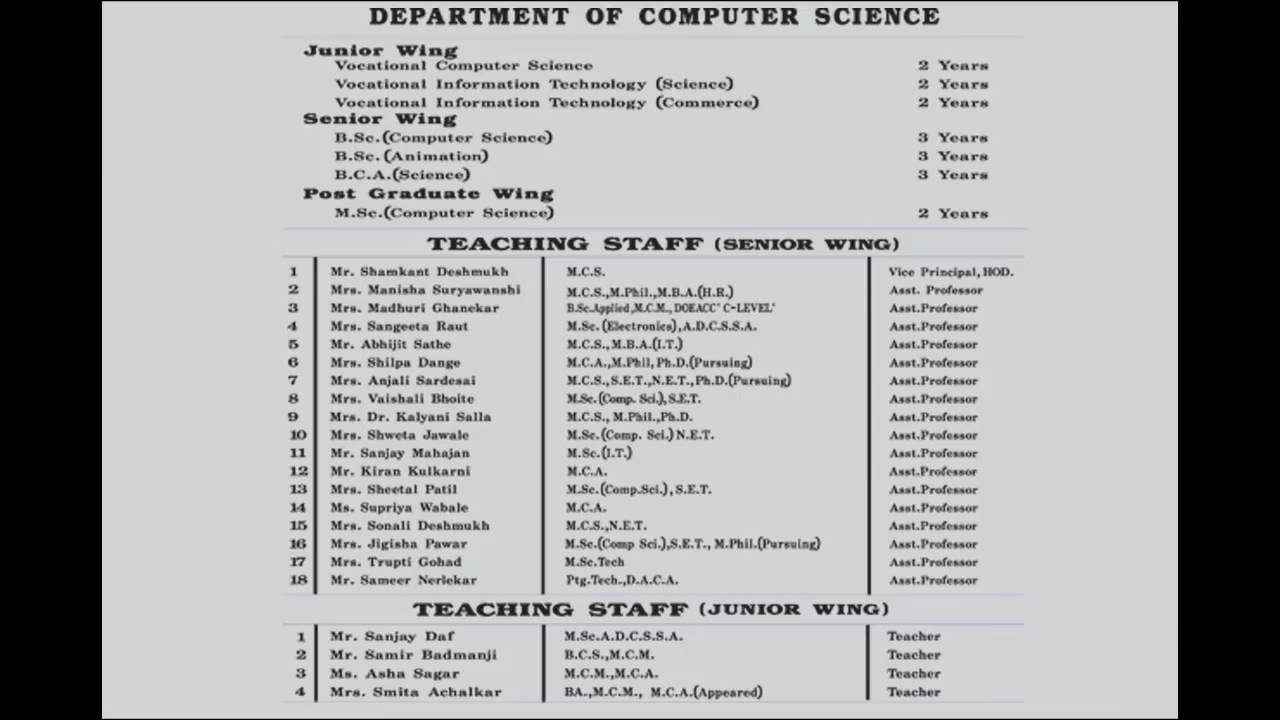 DEPARTMENT OF COMPUTER SCIENCE
Junior Wing
Vocational Computer Science 2 Years
Vocational Information Technology (Science) 2 Years
Vocational Information Technology (Commerce) 2 Years
Senior Wing
B.Sc.(Computer Science) 3 Years
B.Sc. (Animation) 3 Years
B.C.A.(Science) 3 Years
Post Graduate Wing
M.Sc.(Computer Science) 2 Years
TEACHING STAFF (SENIOR WING)
1 Mr. Shamkant Deshmukh M.C.S. Vice Principal, HOD.
2 Mrs. Manisha Suryawanshi M.C.S.,M.Phil.,M.B.A.(H.R.) Asst. Professor
3 Mrs. Madhuri Ghanekar B.Sc.Applied,M.C.M., DOEACC' C-LEVEL' Asst.Professor
4 Mrs. Sangeeta Raut M.Sc. (Electronics),A.D.C.S.S.A. Asst.Professor
5 Mr. Abhijit Sathe M.C.S.,M.B.A.(I.T.) Asst.Professor
6 Mrs. Shilpa Dange M.C.A.,M.Phil, Ph.D.(Pursuing) Asst.Professor
7 Mrs. Anjali Sardesai M.C.S.,S.E.T.,N.E.T.,Ph.D.(Pursuing) Asst.Professor
8 Mrs. Vaishali Bhoite M.Sc. (Comp. Sci.), S.E.T. Asst.Professor
9 Mrs. Dr. Kalyani Salla M.C.S., M.Phil.,Ph.D. Asst.Professor
10 Mrs. Shweta Jawale M.Sc. (Comp. Sci.) N.E.T. Asst.Professor
11 Mr. Sanjay Mahajan M.Sc.(I.T.) Asst.Professor
12 Mr. Kiran Kulkarni M.C.A. Asst.Professor
13 Mrs. Sheetal Patil M.Sc. (Comp.Sci.), S.E.T. Asst.Professor
14 Ms. Supriya Wabale M.C.A. Asst.Professor
15 Mrs. Sonali Deshmukh M.C.S.,N.E.T. Asst.Professor
16 Mrs. Jigisha Pawar M.Sc.(Comp Sci.),S.E.T., M.Phil.(Pursuing) Asst.Professor
17 Mrs. Trupti Gohad M.Sc.Tech Asst.Professor
18 Mr. Sameer Nerlekar Ptg.Tech.,D.A.C.A. Asst.Professor
TEACHING STAFF (JUNIOR WING)
1 Mr. Sanjay Daf M.Sc.A.D.C.S.S.A. Teacher
2 Mr. Samir Badmanji B.C.S.,M.C.M. Teacher
3 Ms. Asha Sagar M.C.M.,M.C.A. Teacher
4 Mrs. Smita Achalkar BA.,M.C.M., M.C.A.(Appeared) Teacher